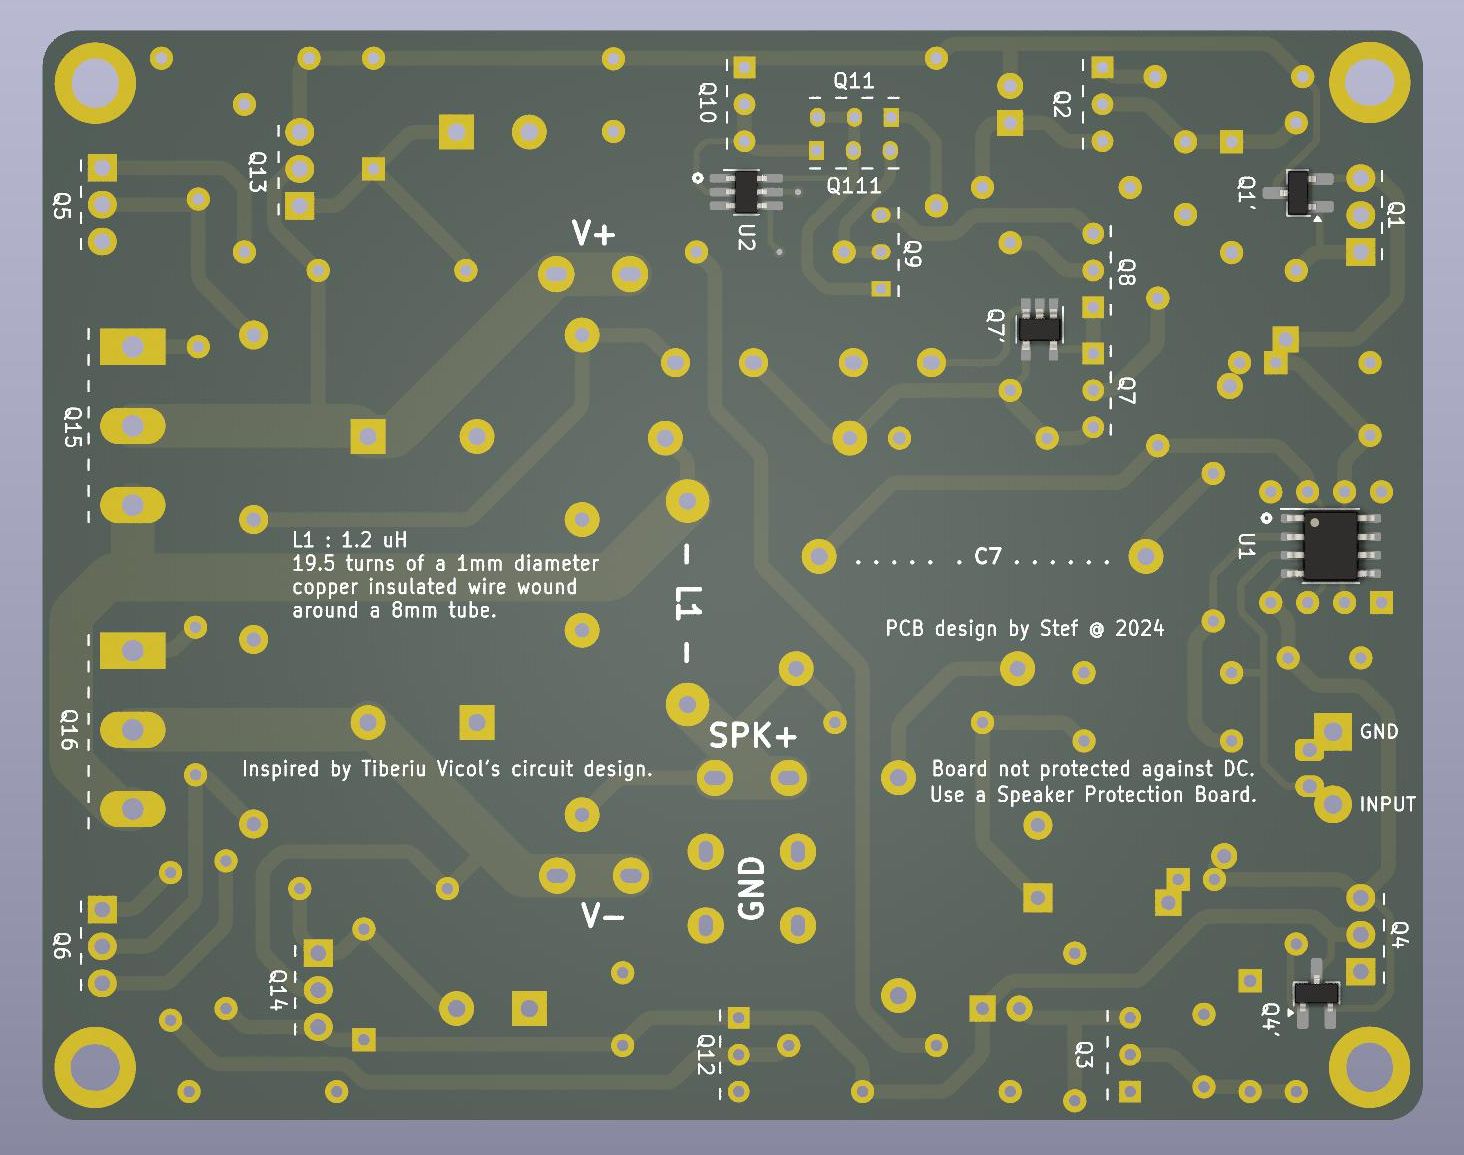 Q11
Q10
Q2
Q13
Q111
Q5
Q1′
Q1
V+
U2
Q9
Q8
Q7′
Q7
Q15
L1 : 1.2 uH
19.5 turns of a 1mm diameter
copper insulated wire wound
around a 8mm tube.
- L1 -
...... . C7 ......
U1
PCB design by Stef @ 2024
Q16
SPK+
GND
Inspired by Tiberiu Vicol's circuit design.
Board not protected against DC.
Use a Speaker Protection Board.
INPUT
GND
V-
Q6
Q14
Q4
Q4′
Q12
Q3